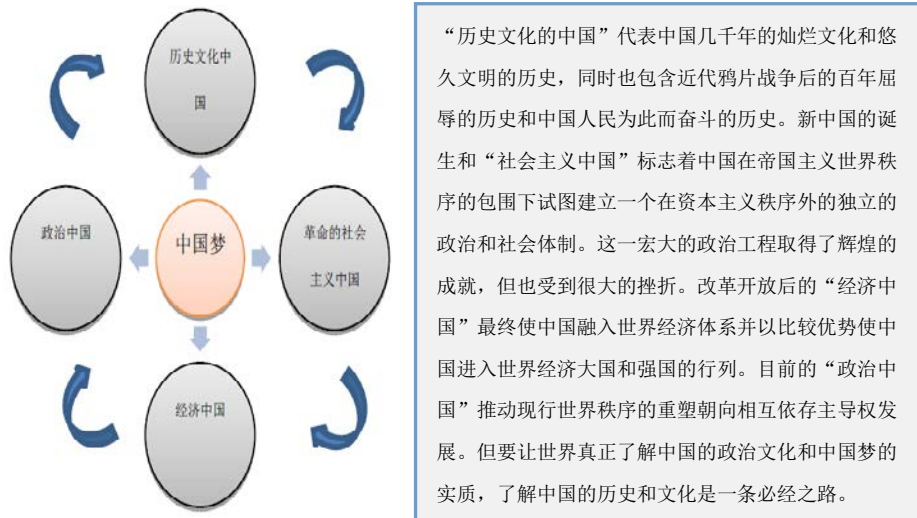 历史文化中
国
政治中国
中国梦
革命的社会
主义中国
经济中国
“历史文化的中国”代表中国几千年的灿烂文化和悠
久文明的历史，同时也包含近代鸦片战争后的百年屈
辱的历史和中国人民为此而奋斗的历史。新中国的诞
生和“社会主义中国”标志着中国在帝国主义世界秩
序的包围下试图建立一个在资本主义秩序外的独立的
政治和社会体制。这一宏大的政治工程取得了辉煌的
成就，但也受到很大的挫折。改革开放后的“经济中
国”最终使中国融入世界经济体系并以比较优势使中
国进入世界经济大国和强国的行列。目前的“政治中
国”推动现行世界秩序的重塑朝向相互依存主导权发
展。但要让世界真正了解中国的政治文化和中国梦的
实质，了解中国的历史和文化是一条必经之路。